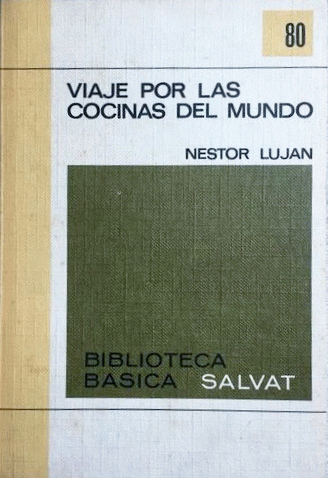 80
VIAJE POR LAS
COCINAS DEL MUNDO
NESTOR LUJAN
BIBLIOTECA
BASICA SALVAT